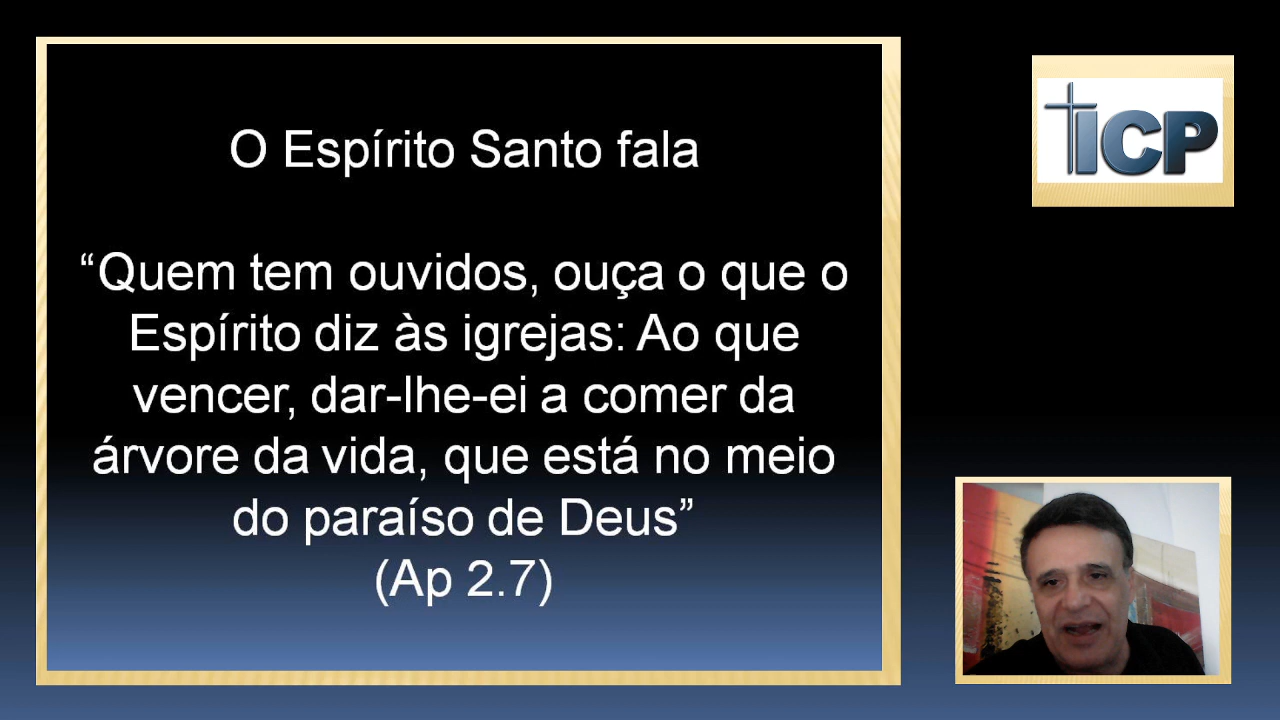 O Espírito Santo fala
“Quem tem ouvidos, ouça o que o
Espírito diz às igrejas: Ao que
vencer, dar-lhe-ei a comer da
árvore da vida, que está no meio
do paraíso de Deus”
(Ap 2.7)
ICP